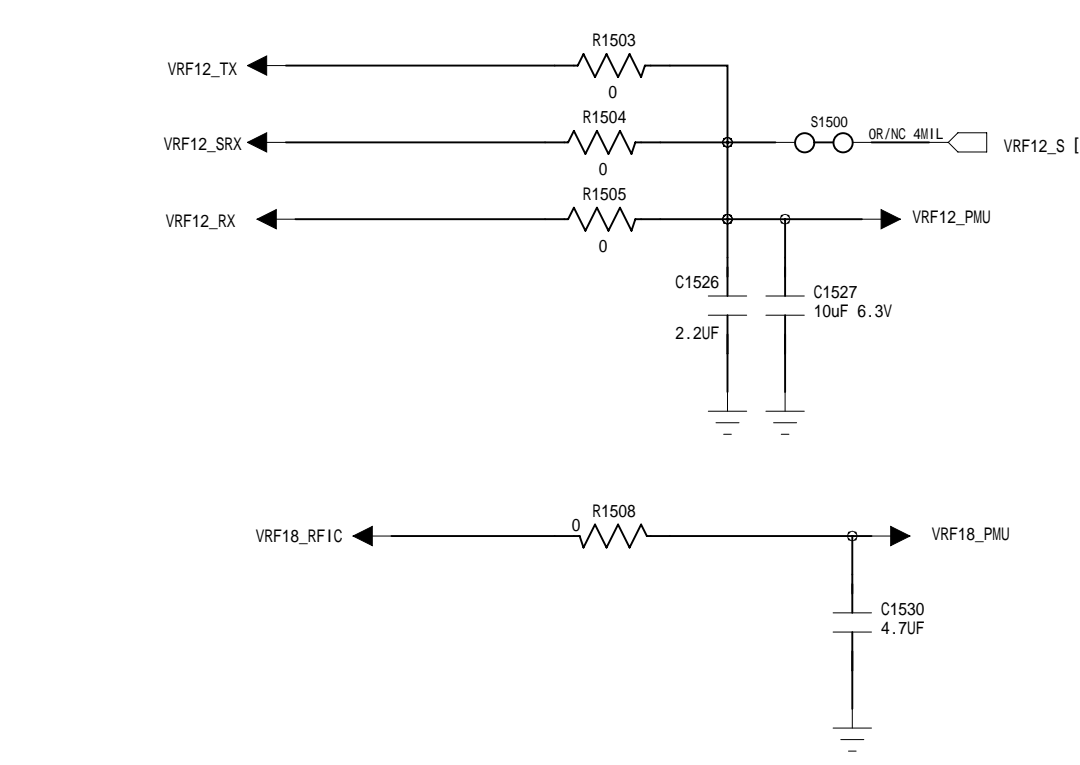 R1503
VRF12_TX
0
R1504
S1500
VRF12_SRX
0R/NC 4MIL
VRF12_S [
0
R1505
VRF12_RX
VRF12_PMU
0
C1526
C1527
10uF 6.3V
2.2UF
R1508
0
VRF18_RFIC
VRF18_PMU
C1530
4.7UF